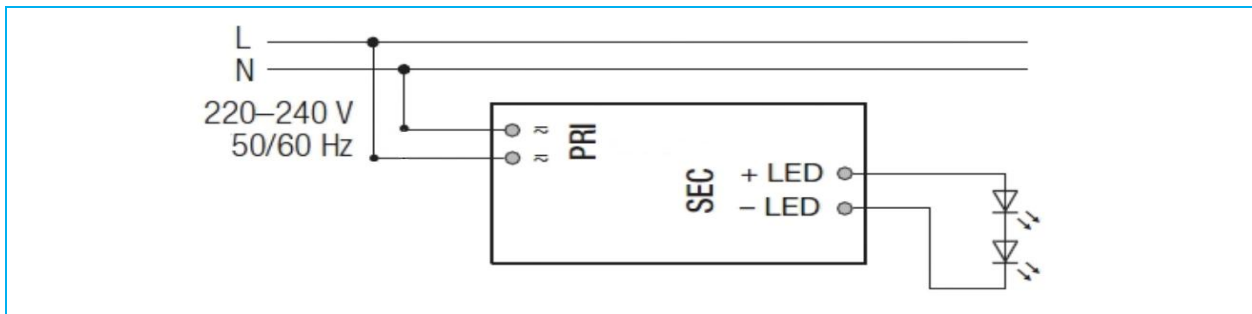 L
N
220–240 V
50/60 Hz
≂
≂
PRI
SEC
+ LED
– LED